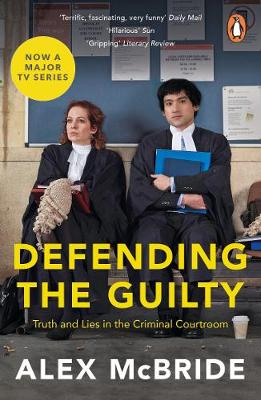 'Terrific, fascinating, very funny' Daily Mail
'Hilarious' Sun
'Gripping' Literary Review
NOW A
MAJOR
TV SERIES
DEFENDING
THE GUILTY
Truth and Lies in the Criminal Courtroom
ALEX McBRIDE